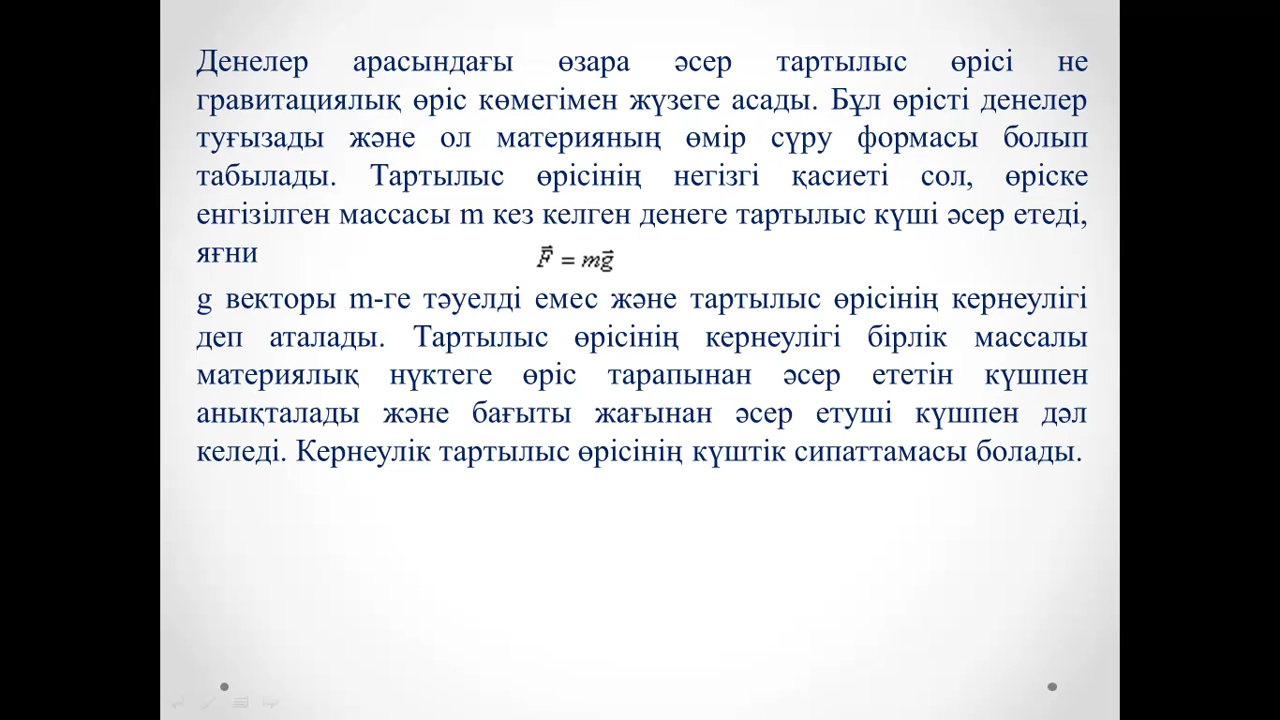 Денелер арасындағы өзара әсер тартылыс өрісі не
гравитациялық өріс көмегімен жүзеге асады. Бұл өрісті денелер
туғызады және ол материяның өмір сүру формасы болып
табылады. Тартылыс өрісінің негізгі қасиеті сол, өріске
енгізілген массасы m кез келген денеге тартылыс күші әсер етеді,
яғни $\vec{F} = m\vec{g}$
g векторы m-ге тәуелді емес және тартылыс өрісінің кернеулігі
деп аталады. Тартылыс өрісінің кернеулігі бірлік массалы
материялық нүктеге өріс тарапынан әсер ететін күшпен
анықталады және бағыты жағынан әсер етуші күшпен дәл
келеді. Кернеулік тартылыс өрісінің күштік сипаттамасы болады.